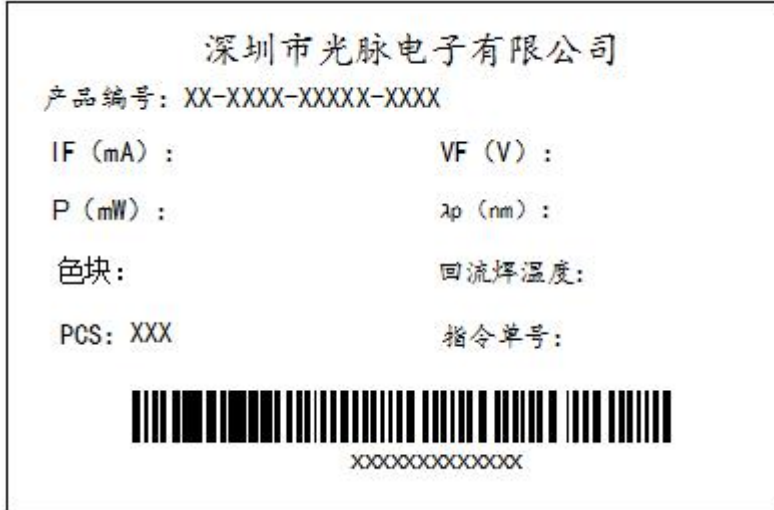 深圳市光脉电子有限公司
产品编号：XX-XXXX-XXXXX-XXXX
IF（mA）： VF（V）：
P（mW）： λp（nm）：
色块： 回流焊温度：
PCS：XXX 指令单号：
XXXXXXXXXXXXX